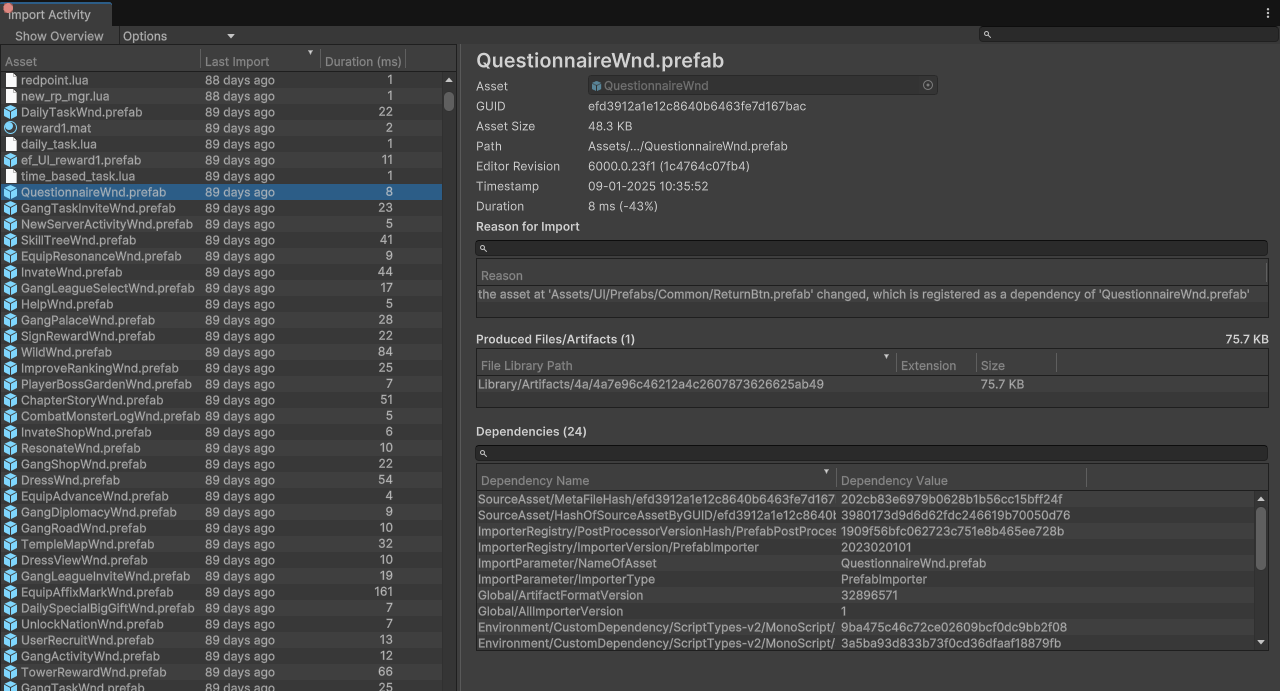 Import Activity
Show Overview Options
Asset Last Import Duration (ms)
redpoint.lua 88 days ago 1
new_rp_mgr.lua 88 days ago 1
DailyTaskWnd.prefab 89 days ago 22
reward1.mat 89 days ago 2
daily_task.lua 89 days ago 1
ef_UI_reward1.prefab 89 days ago 11
time_based_task.lua 89 days ago 1
QuestionnaireWnd.prefab 89 days ago 8
GangTaskInviteWnd.prefab 89 days ago 23
NewServerActivityWnd.prefab 89 days ago 5
SkillTreeWnd.prefab 89 days ago 41
EquipResonanceWnd.prefab 89 days ago 9
InvateWnd.prefab 89 days ago 44
GangLeagueSelectWnd.prefab 89 days ago 17
HelpWnd.prefab 89 days ago 5
GangPalaceWnd.prefab 89 days ago 28
SignRewardWnd.prefab 89 days ago 22
WildWnd.prefab 89 days ago 84
ImproveRankingWnd.prefab 89 days ago 25
PlayerBossGardenWnd.prefab 89 days ago 7
ChapterStoryWnd.prefab 89 days ago 51
CombatMonsterLogWnd.prefab 89 days ago 5
InvateShopWnd.prefab 89 days ago 6
ResonateWnd.prefab 89 days ago 10
GangShopWnd.prefab 89 days ago 22
DressWnd.prefab 89 days ago 54
EquipAdvanceWnd.prefab 89 days ago 4
GangDiplomacyWnd.prefab 89 days ago 9
GangRoadWnd.prefab 89 days ago 10
TempleMapWnd.prefab 89 days ago 32
DressViewWnd.prefab 89 days ago 10
GangLeagueInviteWnd.prefab 89 days ago 19
EquipAffixMarkWnd.prefab 89 days ago 161
DailySpecialBigGiftWnd.prefab 89 days ago 7
UnlockNationWnd.prefab 89 days ago 7
UserRecruitWnd.prefab 89 days ago 13
GangActivityWnd.prefab 89 days ago 12
TowerRewardWnd.prefab 89 days ago 66
GangTaskWnd.prefab 89 days ago 25
QuestionnaireWnd.prefab
Asset QuestionnaireWnd
GUID efd3912a1e12c8640b6463fe7d167bac
Asset Size 48.3 KB
Path Assets/.../QuestionnaireWnd.prefab
Editor Revision 6000.0.23f1 (1c4764c07fb4)
Timestamp 09-01-2025 10:35:52
Duration 8 ms (-43%)
Reason for Import
Reason
the asset at 'Assets/UI/Prefabs/Common/ReturnBtn.prefab' changed, which is registered as a dependency of 'QuestionnaireWnd.prefab'
Produced Files/Artifacts (1) 75.7 KB
File Library Path Extension Size
Library/Artifacts/4a/4a7e96c46212a4c2607873626625ab49 75.7 KB
Dependencies (24)
Dependency Name Dependency Value
SourceAsset/MetaFileHash/efd3912a1e12c8640b6463fe7d167 202cb83e6979b0628b1b56cc15bff24f
SourceAsset/HashOfSourceAssetByGUID/efd3912a1e12c8640b 3980173d9d6d62fdc246619b70050d76
ImporterRegistry/PostProcessorVersionHash/PrefabPostProces 1909f56bfc062723c751e8b465ee728b
ImporterRegistry/ImporterVersion/PrefabImporter 2023020101
ImportParameter/NameOfAsset QuestionnaireWnd.prefab
ImportParameter/ImporterType PrefabImporter
Global/ArtifactFormatVersion 32896571
Global/AllImporterVersion 1
Environment/CustomDependency/ScriptTypes-v2/MonoScript/ 9ba475c46c72ce02609bcf0dc9bb2f08
Environment/CustomDependency/ScriptTypes-v2/MonoScript/ 3a5ba93d833b73f0cd36dfaaf18879fb